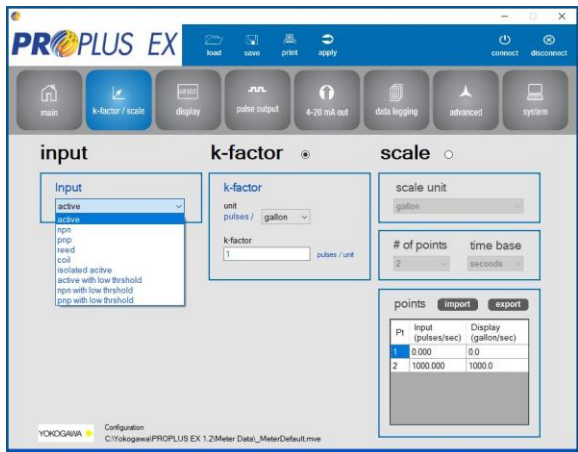 PROPLUS EX
load save print apply connect disconnect
main k-factor / scale display pulse output 4-20 mA out data logging advanced system
input k-factor scale
Input
active
active
npn
pnp
reed
coil
isolated acitve
active with low thrshold
npn with low thrshold
pnp with low thrshold
k-factor
unit
pulses / gallon
k-factor
1 pulses / unit
scale unit
gallon
# of points time base
2 seconds
points import export
Pt Input (pulses/sec) Display (gallon/sec)
1 0.000 0.0
2 1000.000 1000.0
YOKOGAWA
Configuration
C:\Yokogawa\PROPLUS EX 1.2\Meter Data\_MeterDefault.mve